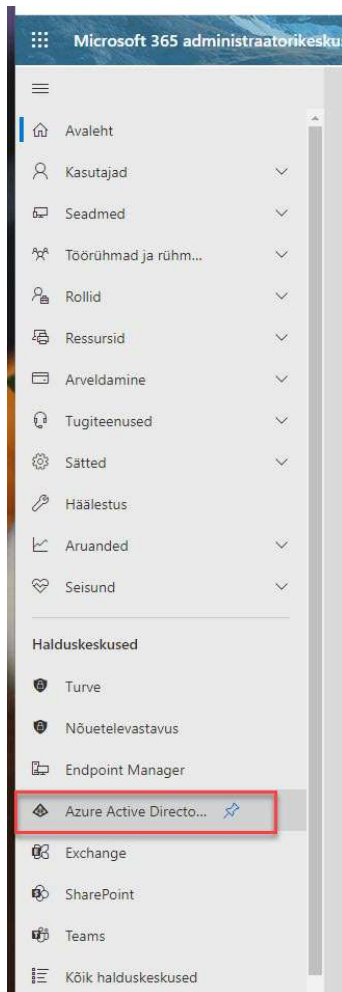 Microsoft 365 administraatorikesku
Avaleht
Kasutajad
Seadmed
Töörühmad ja rühm...
Rollid
Ressursid
Arveldamine
Tugiteenused
Sätted
Häälestus
Aruanded
Seisund
Halduskeskused
Turve
Nõuetelevastavus
Endpoint Manager
Azure Active Directo...
Exchange
SharePoint
Teams
Kõik halduskeskused